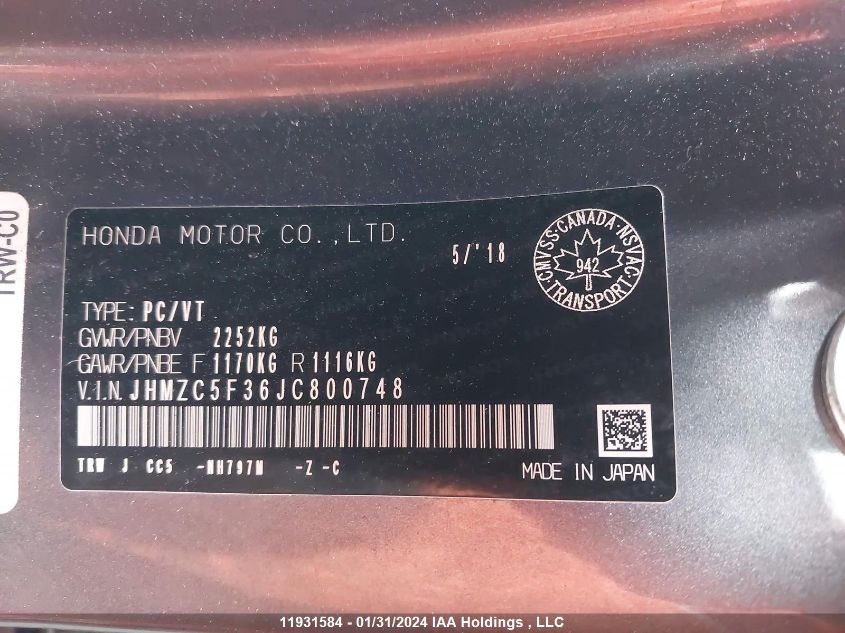 HONDA MOTOR CO.,LTD.
5/'18
CMVSS·CANADA·NSVAC·
942
TRANSPORT
TYPE: PC/VT
GVWR/PNBV 2252KG
GAWR/PNBE F 1170KG R 1116KG
V.I.N. JHMZC5F36JC800748
TRW J CC5 -NH797M -Z -C
MADE IN JAPAN
TRW-C0
11931584 - 01/31/2024 IAA Holdings , LLC